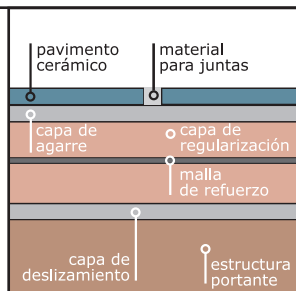 pavimento
cerámico
material
para juntas
capa de
agarre
capa de
regularización
malla
de refuerzo
capa de
deslizamiento
estructura
portante